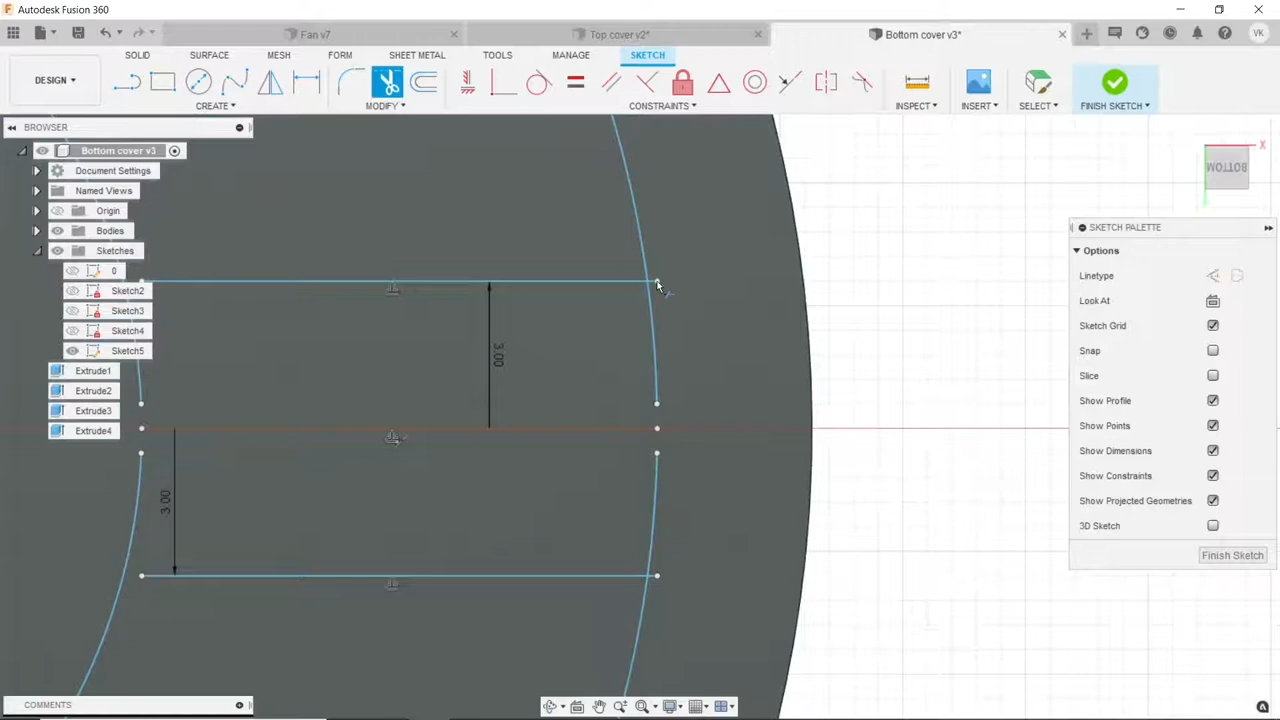 Autodesk Fusion 360
Fan v7
Top cover v2*
Bottom cover v3*
VK
SOLID
SURFACE
MESH
FORM
SHEET METAL
TOOLS
MANAGE
SKETCH
DESIGN
CREATE
MODIFY
CONSTRAINTS
INSPECT
INSERT
SELECT
FINISH SKETCH
BROWSER
Bottom cover v3
Document Settings
Named Views
Origin
Bodies
Sketches
0
Sketch2
Sketch3
Sketch4
Sketch5
Extrude1
Extrude2
Extrude3
Extrude4
3.00
3.00
X
BOTTOM
SKETCH PALETTE
Options
Linetype
Look At
Sketch Grid
Snap
Slice
Show Profile
Show Points
Show Dimensions
Show Constraints
Show Projected Geometries
3D Sketch
Finish Sketch
COMMENTS